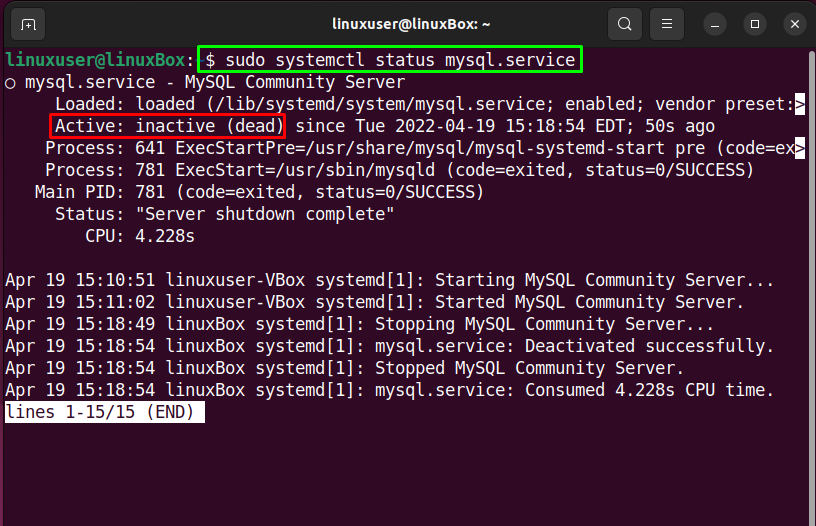 linuxuser@linuxBox: ~
linuxuser@linuxBox:~$ sudo systemctl status mysql.service
○ mysql.service - MySQL Community Server
     Loaded: loaded (/lib/systemd/system/mysql.service; enabled; vendor preset:>
     Active: inactive (dead) since Tue 2022-04-19 15:18:54 EDT; 50s ago
    Process: 641 ExecStartPre=/usr/share/mysql/mysql-systemd-start pre (code=ex>
    Process: 781 ExecStart=/usr/sbin/mysqld (code=exited, status=0/SUCCESS)
   Main PID: 781 (code=exited, status=0/SUCCESS)
     Status: "Server shutdown complete"
        CPU: 4.228s
Apr 19 15:10:51 linuxuser-VBox systemd[1]: Starting MySQL Community Server...
Apr 19 15:11:02 linuxuser-VBox systemd[1]: Started MySQL Community Server.
Apr 19 15:18:49 linuxBox systemd[1]: Stopping MySQL Community Server...
Apr 19 15:18:54 linuxBox systemd[1]: mysql.service: Deactivated successfully.
Apr 19 15:18:54 linuxBox systemd[1]: Stopped MySQL Community Server.
Apr 19 15:18:54 linuxBox systemd[1]: mysql.service: Consumed 4.228s CPU time.
lines 1-15/15 (END)